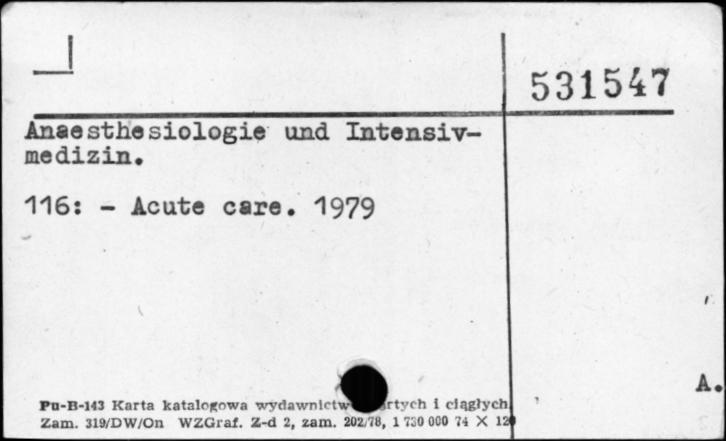 531547
Anaesthesiologie und Intensiv-
medizin.
116: - Acute care. 1979
A.
Pu-B-143 Karta katalogowa wydawnictw i ciągłych
Zam. 319/DW/On WZGraf. Z-d 2, zam. 202/78, 1 730 000 74 X